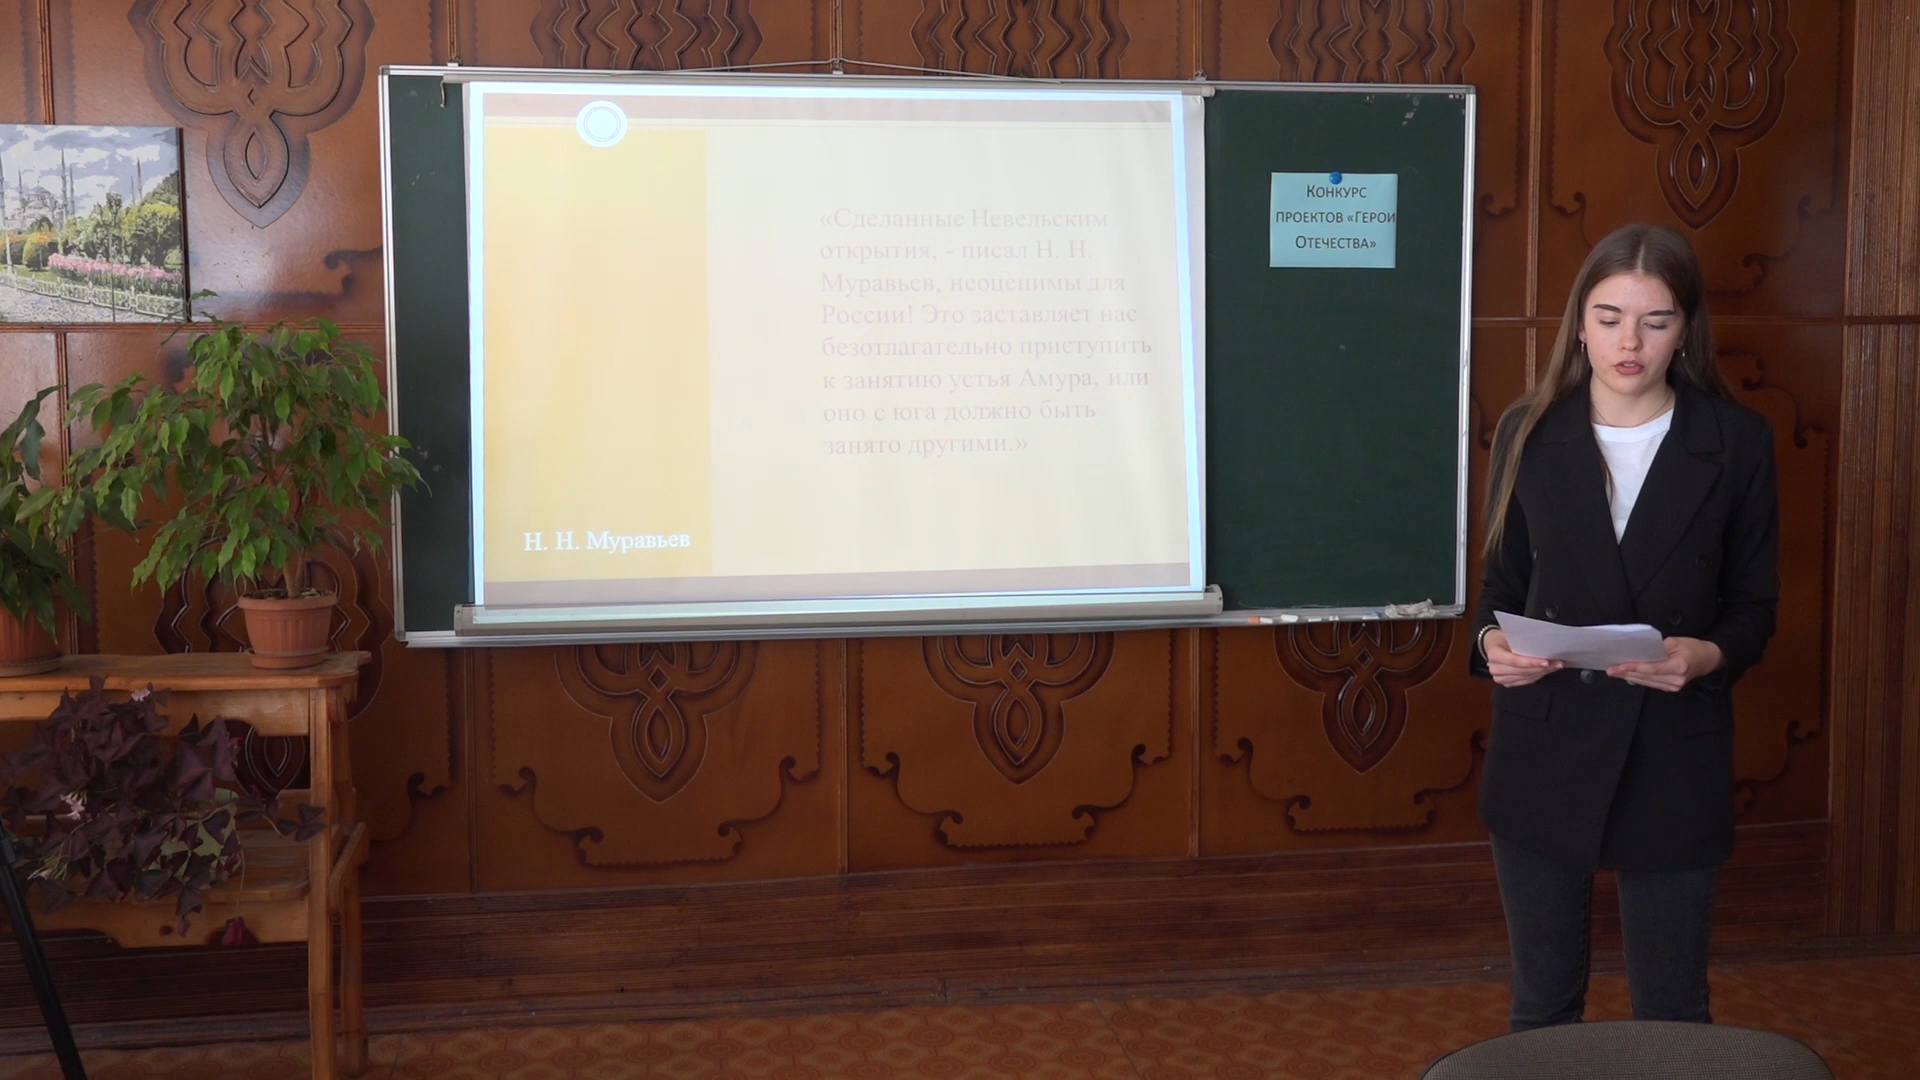 «Сделанные Невельским
открытия, - писал Н. Н.
Муравьев, неоценимы для
России! Это заставляет нас
безотлагательно приступить
к занятию устья Амура, или
оно с юга должно быть
занято другими.»
Н. Н. Муравьев
Конкурс
проектов «Герои
Отечества»